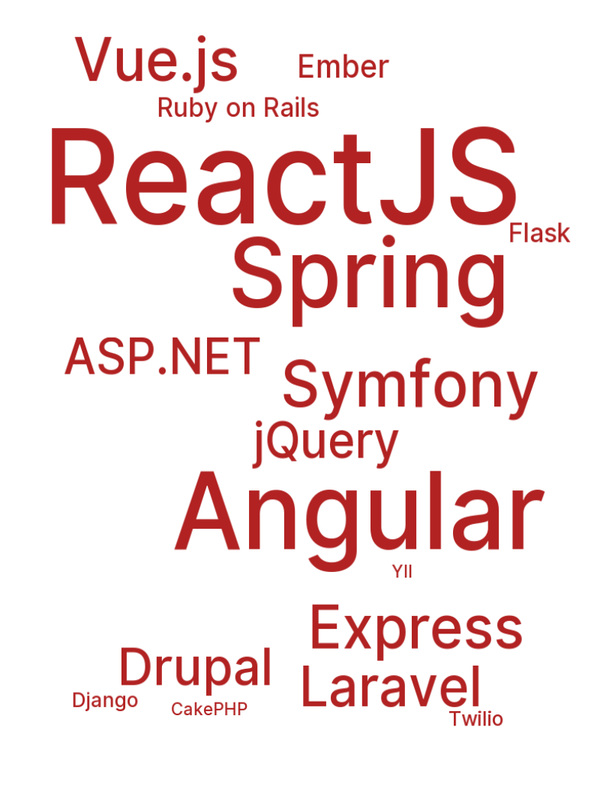 Vue.js
Ember
Ruby on Rails
ReactJS
Flask
Spring
ASP.NET
Symfony
jQuery
Angular
YII
Express
Drupal
Laravel
Django
CakePHP
Twilio